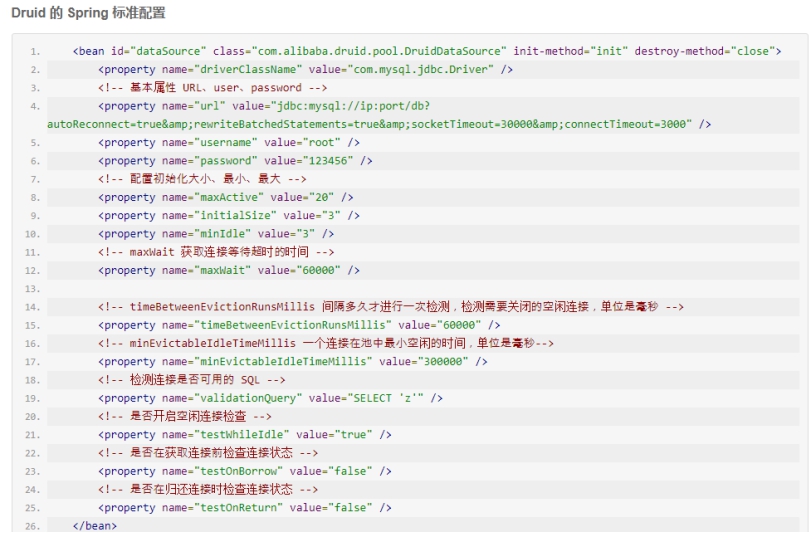 Druid 的 Spring 标准配置
1. <bean id="dataSource" class="com.alibaba.druid.pool.DruidDataSource" init-method="init" destroy-method="close">
2. <property name="driverClassName" value="com.mysql.jdbc.Driver" />
3. <!-- 基本属性 URL、user、password -->
4. <property name="url" value="jdbc:mysql://ip:port/db?
autoReconnect=true&amp;rewriteBatchedStatements=true&amp;socketTimeout=30000&amp;connectTimeout=3000" />
5. <property name="username" value="root" />
6. <property name="password" value="123456" />
7. <!-- 配置初始化大小、最小、最大 -->
8. <property name="maxActive" value="20" />
9. <property name="initialSize" value="3" />
10. <property name="minIdle" value="3" />
11. <!-- maxWait 获取连接等待超时的时间 -->
12. <property name="maxWait" value="60000" />
13.
14. <!-- timeBetweenEvictionRunsMillis 间隔多久才进行一次检测，检测需要关闭的空闲连接，单位是毫秒 -->
15. <property name="timeBetweenEvictionRunsMillis" value="60000" />
16. <!-- minEvictableIdleTimeMillis 一个连接在池中最小空闲的时间，单位是毫秒-->
17. <property name="minEvictableIdleTimeMillis" value="300000" />
18. <!-- 检测连接是否可用的 SQL -->
19. <property name="validationQuery" value="SELECT 'z'" />
20. <!-- 是否开启空闲连接检查 -->
21. <property name="testWhileIdle" value="true" />
22. <!-- 是否在获取连接前检查连接状态 -->
23. <property name="testOnBorrow" value="false" />
24. <!-- 是否在归还连接时检查连接状态 -->
25. <property name="testOnReturn" value="false" />
26. </bean>